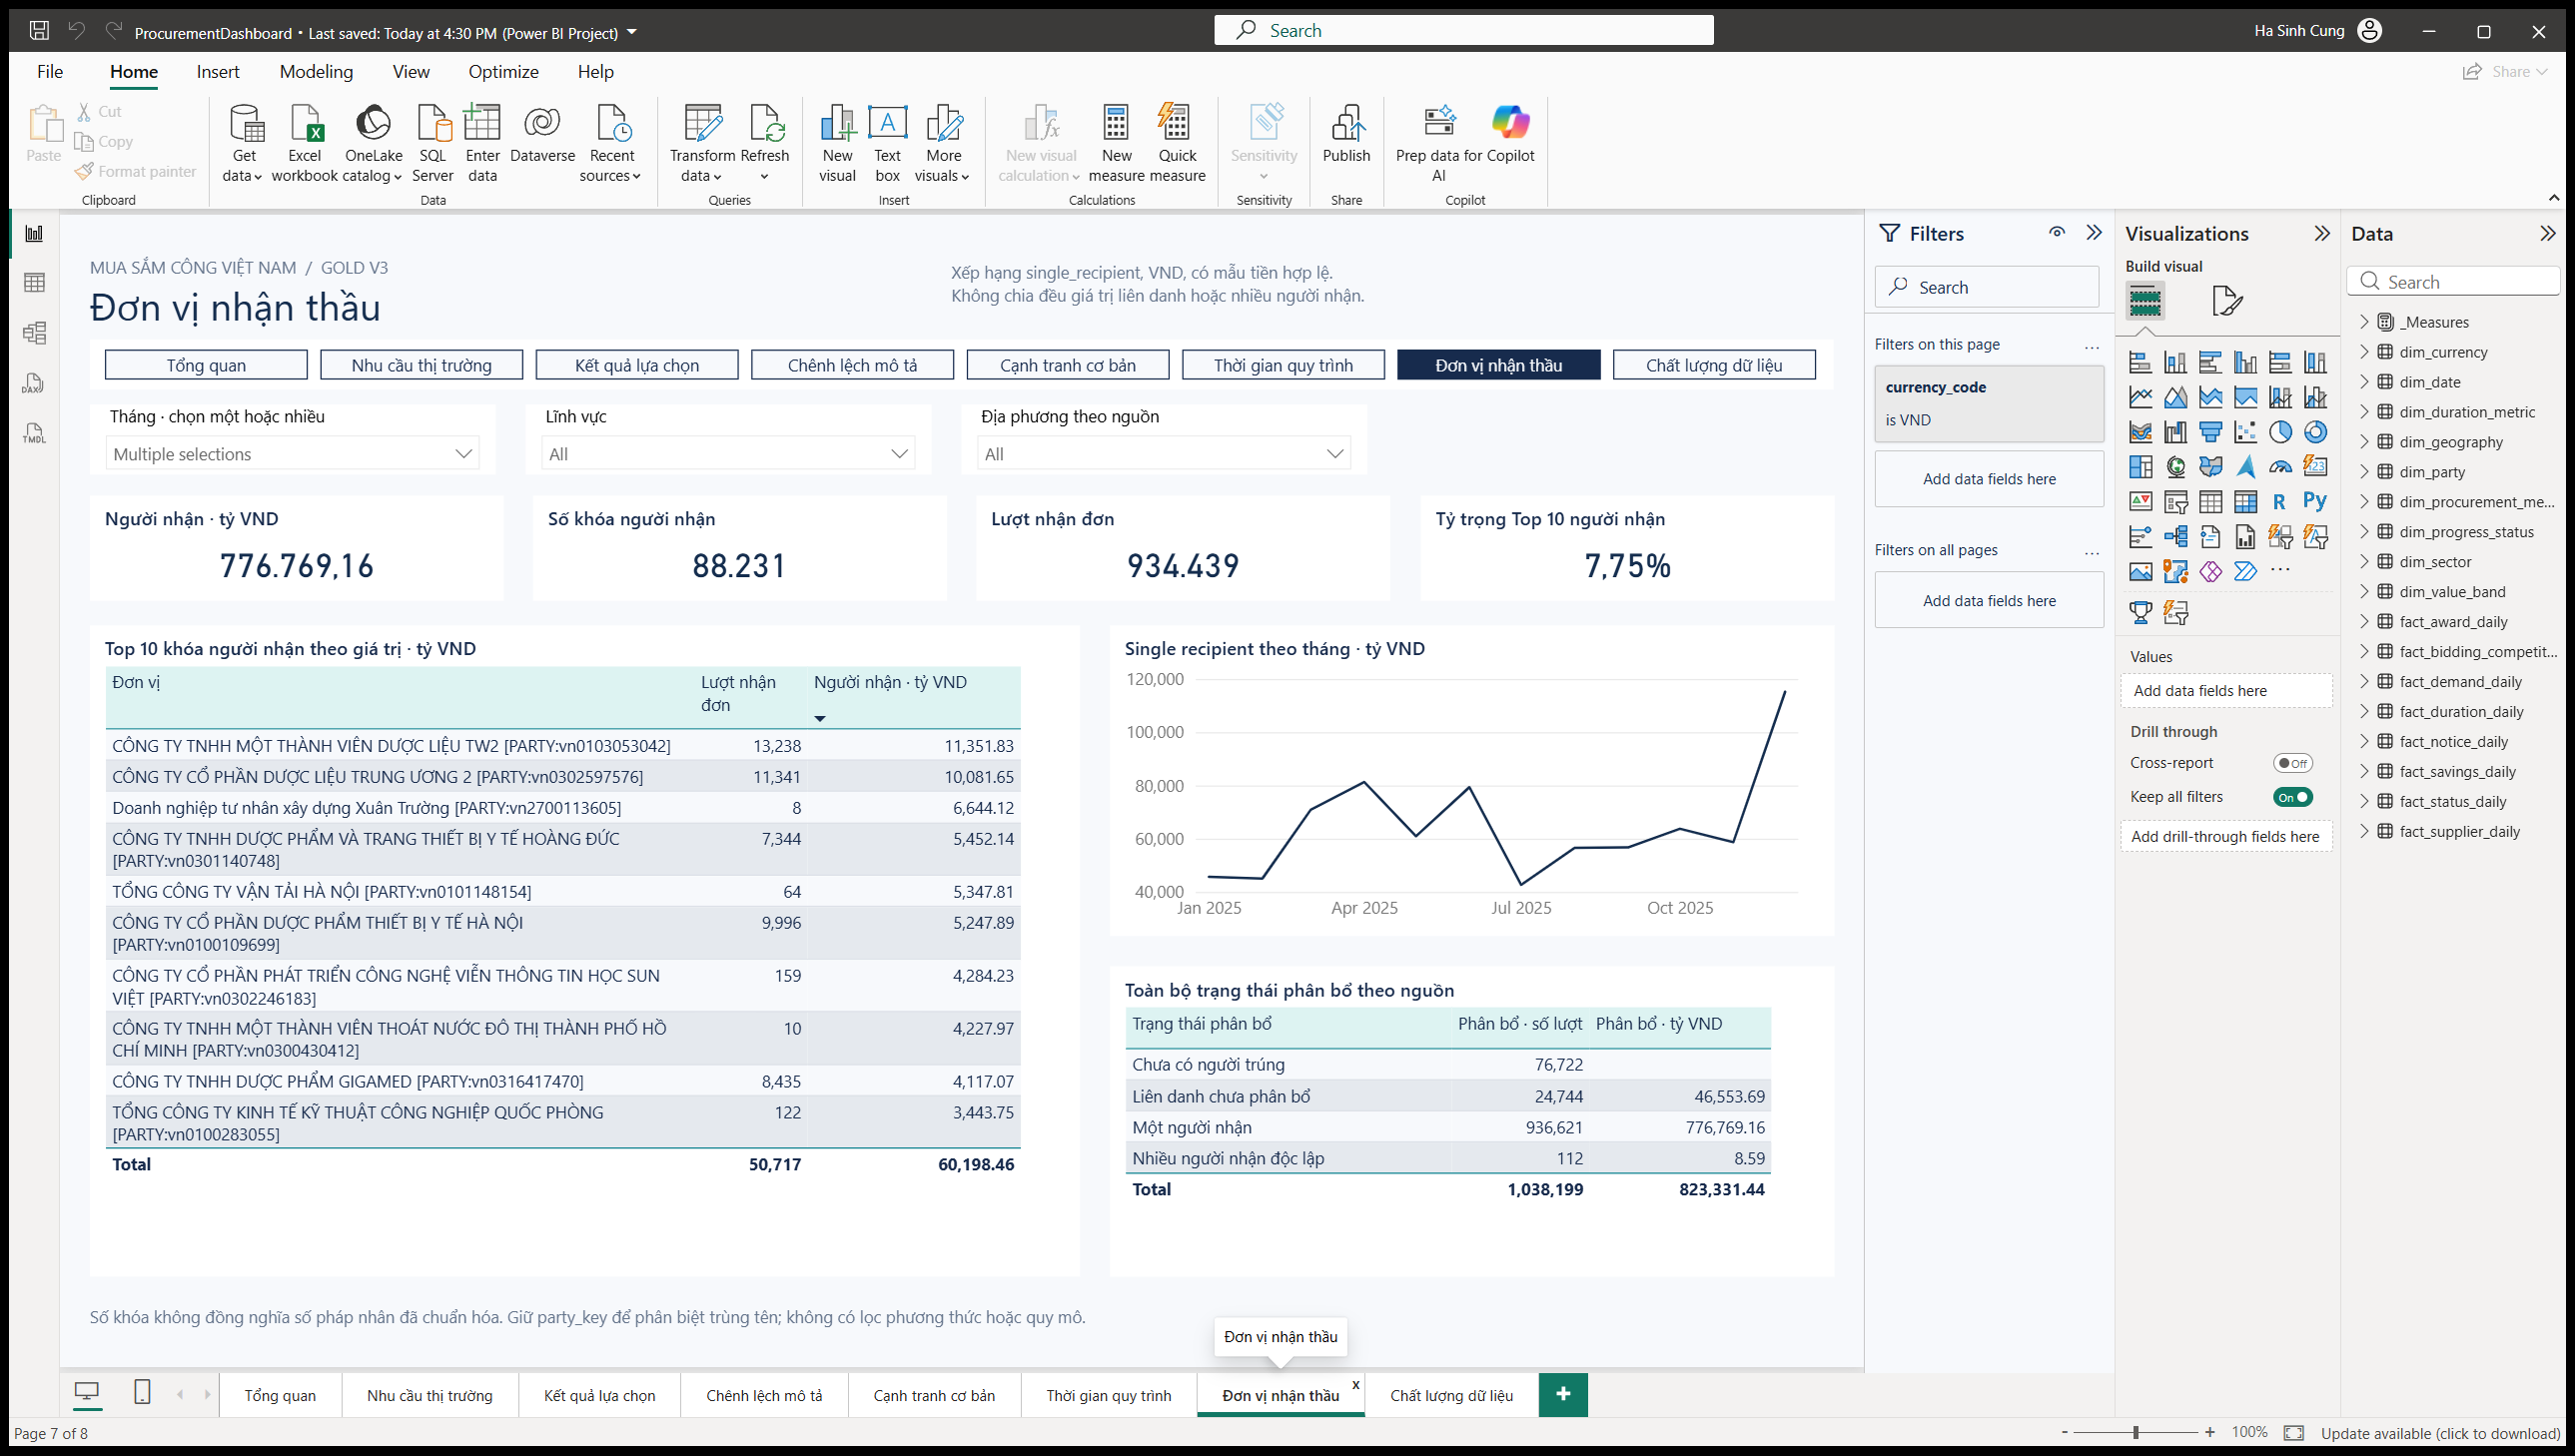 ProcurementDashboard • Last saved: Today at 4:30 PM (Power BI Project)
Search
Ha Sinh Cung
File Home Insert Modeling View Optimize Help
Share
Paste
Cut
Copy
Format painter
Clipboard
Get data
Excel workbook
OneLake catalog
SQL Server
Enter data
Dataverse
Recent sources
Data
Transform data
Refresh
Queries
New visual
Text box
More visuals
Insert
New visual calculation
New measure
Quick measure
Calculations
Sensitivity
Sensitivity
Publish
Share
Prep data for AI
Copilot
Copilot
DAX
TMDL
MUA SẮM CÔNG VIỆT NAM / GOLD V3
Đơn vị nhận thầu
Xếp hạng single_recipient, VND, có mẫu tiền hợp lệ.
Không chia đều giá trị liên danh hoặc nhiều người nhận.
Tổng quan
Nhu cầu thị trường
Kết quả lựa chọn
Chênh lệch mô tả
Cạnh tranh cơ bản
Thời gian quy trình
Đơn vị nhận thầu
Chất lượng dữ liệu
Tháng · chọn một hoặc nhiều
Multiple selections
Lĩnh vực
All
Địa phương theo nguồn
All
Người nhận · tỷ VND
776.769,16
Số khóa người nhận
88.231
Lượt nhận đơn
934.439
Tỷ trọng Top 10 người nhận
7,75%
Top 10 khóa người nhận theo giá trị · tỷ VND
Đơn vị Lượt nhận đơn Người nhận · tỷ VND
CÔNG TY TNHH MỘT THÀNH VIÊN DƯỢC LIỆU TW2 [PARTY:vn0103053042] 13,238 11,351.83
CÔNG TY CỔ PHẦN DƯỢC LIỆU TRUNG ƯƠNG 2 [PARTY:vn0302597576] 11,341 10,081.65
Doanh nghiệp tư nhân xây dựng Xuân Trường [PARTY:vn2700113605] 8 6,644.12
CÔNG TY TNHH DƯỢC PHẨM VÀ TRANG THIẾT BỊ Y TẾ HOÀNG ĐỨC 7,344 5,452.14
[PARTY:vn0301140748]
TỔNG CÔNG TY VẬN TẢI HÀ NỘI [PARTY:vn0101148154] 64 5,347.81
CÔNG TY CỔ PHẦN DƯỢC PHẨM THIẾT BỊ Y TẾ HÀ NỘI 9,996 5,247.89
[PARTY:vn0100109699]
CÔNG TY CỔ PHẦN PHÁT TRIỂN CÔNG NGHỆ VIỄN THÔNG TIN HỌC SUN 159 4,284.23
VIỆT [PARTY:vn0302246183]
CÔNG TY TNHH MỘT THÀNH VIÊN THOÁT NƯỚC ĐÔ THỊ THÀNH PHỐ HỒ 10 4,227.97
CHÍ MINH [PARTY:vn0300430412]
CÔNG TY TNHH DƯỢC PHẨM GIGAMED [PARTY:vn0316417470] 8,435 4,117.07
TỔNG CÔNG TY KINH TẾ KỸ THUẬT CÔNG NGHIỆP QUỐC PHÒNG 122 3,443.75
[PARTY:vn0100283055]
Total 50,717 60,198.46
Single recipient theo tháng · tỷ VND
120,000
100,000
80,000
60,000
40,000
Jan 2025 Apr 2025 Jul 2025 Oct 2025
Toàn bộ trạng thái phân bổ theo nguồn
Trạng thái phân bổ Phân bổ · số lượt Phân bổ · tỷ VND
Chưa có người trúng 76,722
Liên danh chưa phân bổ 24,744 46,553.69
Một người nhận 936,621 776,769.16
Nhiều người nhận độc lập 112 8.59
Total 1,038,199 823,331.44
Số khóa không đồng nghĩa số pháp nhân đã chuẩn hóa. Giữ party_key để phân biệt trùng tên; không có lọc phương thức hoặc quy mô.
Đơn vị nhận thầu
Filters
Search
Filters on this page ...
currency_code
is VND
Add data fields here
Filters on all pages ...
Add data fields here
Visualizations
Build visual
123
R
Py
...
Values
Add data fields here
Drill through
Cross-report Off
Keep all filters On
Add drill-through fields here
Data
Search
_Measures
dim_currency
dim_date
dim_duration_metric
dim_geography
dim_party
dim_procurement_me...
dim_progress_status
dim_sector
dim_value_band
fact_award_daily
fact_bidding_competit...
fact_demand_daily
fact_duration_daily
fact_notice_daily
fact_savings_daily
fact_status_daily
fact_supplier_daily
Tổng quan
Nhu cầu thị trường
Kết quả lựa chọn
Chênh lệch mô tả
Cạnh tranh cơ bản
Thời gian quy trình
Đơn vị nhận thầu x
Chất lượng dữ liệu
+
Page 7 of 8
- + 100%
Update available (click to download)